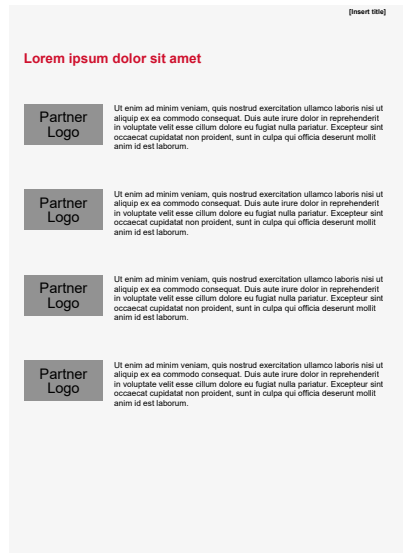 [Insert title]
Lorem ipsum dolor sit amet
Partner
Logo
Ut enim ad minim veniam, quis nostrud exercitation ullamco laboris nisi ut
aliquip ex ea commodo consequat. Duis aute irure dolor in reprehenderit
in voluptate velit esse cillum dolore eu fugiat nulla pariatur. Excepteur sint
occaecat cupidatat non proident, sunt in culpa qui officia deserunt mollit
anim id est laborum.
Partner
Logo
Ut enim ad minim veniam, quis nostrud exercitation ullamco laboris nisi ut
aliquip ex ea commodo consequat. Duis aute irure dolor in reprehenderit
in voluptate velit esse cillum dolore eu fugiat nulla pariatur. Excepteur sint
occaecat cupidatat non proident, sunt in culpa qui officia deserunt mollit
anim id est laborum.
Partner
Logo
Ut enim ad minim veniam, quis nostrud exercitation ullamco laboris nisi ut
aliquip ex ea commodo consequat. Duis aute irure dolor in reprehenderit
in voluptate velit esse cillum dolore eu fugiat nulla pariatur. Excepteur sint
occaecat cupidatat non proident, sunt in culpa qui officia deserunt mollit
anim id est laborum.
Partner
Logo
Ut enim ad minim veniam, quis nostrud exercitation ullamco laboris nisi ut
aliquip ex ea commodo consequat. Duis aute irure dolor in reprehenderit
in voluptate velit esse cillum dolore eu fugiat nulla pariatur. Excepteur sint
occaecat cupidatat non proident, sunt in culpa qui officia deserunt mollit
anim id est laborum.